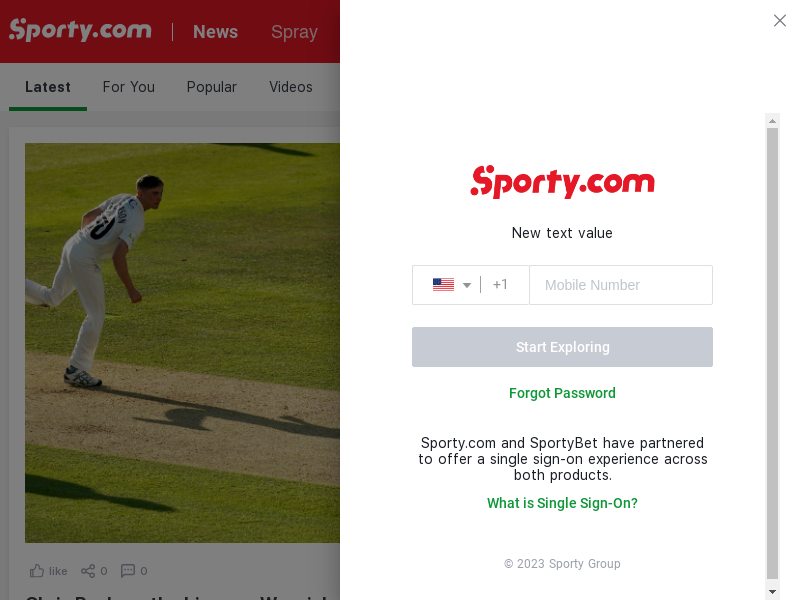 Sporty.com
News
Spray
Latest
For You
Popular
Videos
like
0
0
Sporty.com
New text value
+1
Mobile Number
Start Exploring
Forgot Password
Sporty.com and SportyBet have partnered
to offer a single sign-on experience across
both products.
What is Single Sign-On?
© 2023 Sporty Group